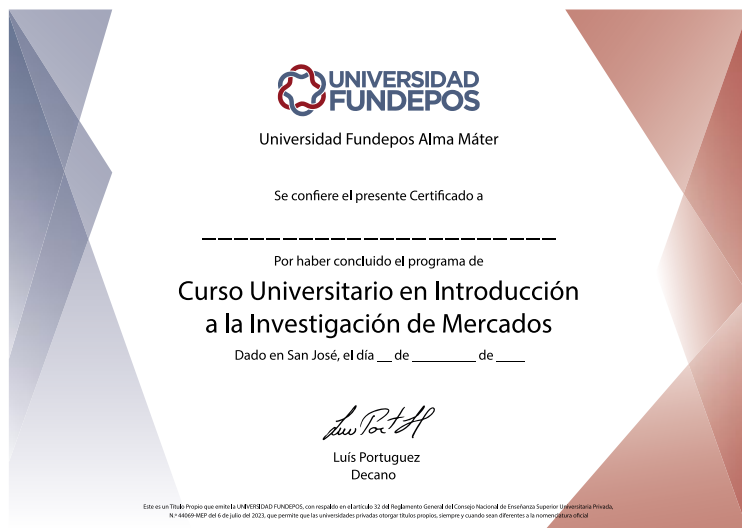 UNIVERSIDAD
FUNDEPOS
Universidad Fundepos Alma Máter
Se confiere el presente Certificado a
_______________________
Por haber concluido el programa de
Curso Universitario en Introducción
a la Investigación de Mercados
Dado en San José, el día __ de _________ de ____
Luís Portuguez
Decano
Este es un Título Propio que emite la UNIVERSIDAD FUNDEPOS, con respaldo en el artículo 32 del Reglamento General del Consejo Nacional de Enseñanza Superior Universitaria Privada,
N.º 44069-MEP del 6 de julio del 2023, que permite que las universidades privadas otorgar títulos propios, siempre y cuando sean diferentes a la nomenclatura oficial